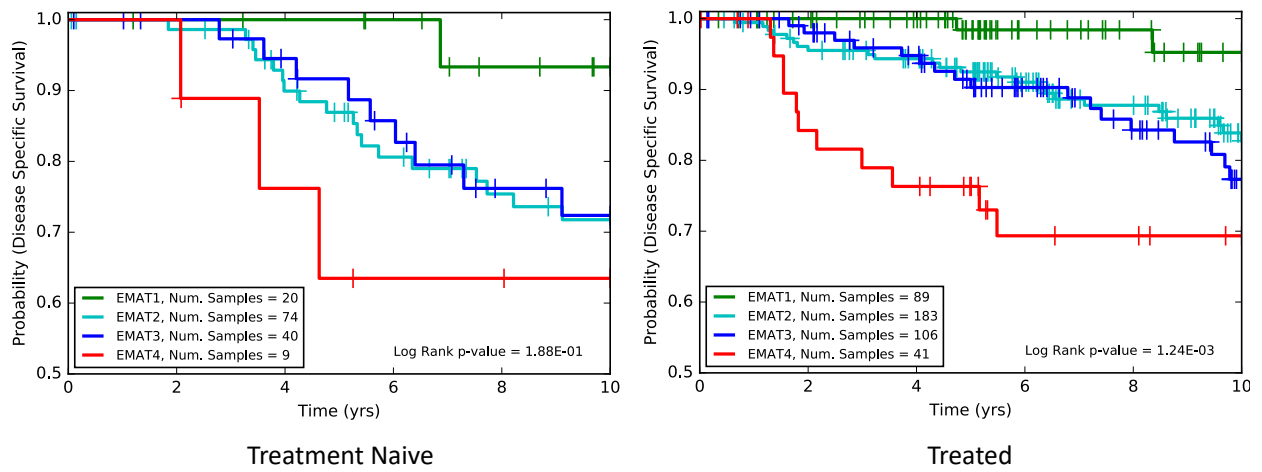 1.0
0.9
0.8
0.7
0.6
0.5
Probability (Disease Specific Survival)
EMAT1, Num. Samples = 20
EMAT2, Num. Samples = 74
EMAT3, Num. Samples = 40
EMAT4, Num. Samples = 9
Log Rank p-value = 1.88E-01
0 2 4 6 8 10
Time (yrs)
Treatment Naive
1.0
0.9
0.8
0.7
0.6
0.5
Probability (Disease Specific Survival)
EMAT1, Num. Samples = 89
EMAT2, Num. Samples = 183
EMAT3, Num. Samples = 106
EMAT4, Num. Samples = 41
Log Rank p-value = 1.24E-03
0 2 4 6 8 10
Time (yrs)
Treated